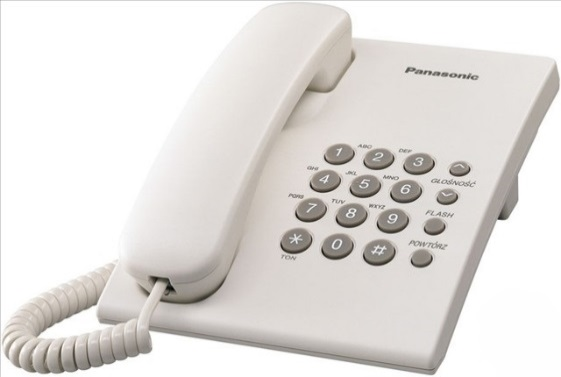 Panasonic
1 ABC 2 DEF 3
GHI 4 JKL 5 MNO 6
GŁOŚNOŚĆ
PQRS 7 TUV 8 WXYZ 9
FLASH
* 0 #
TON
POWTÓRZ